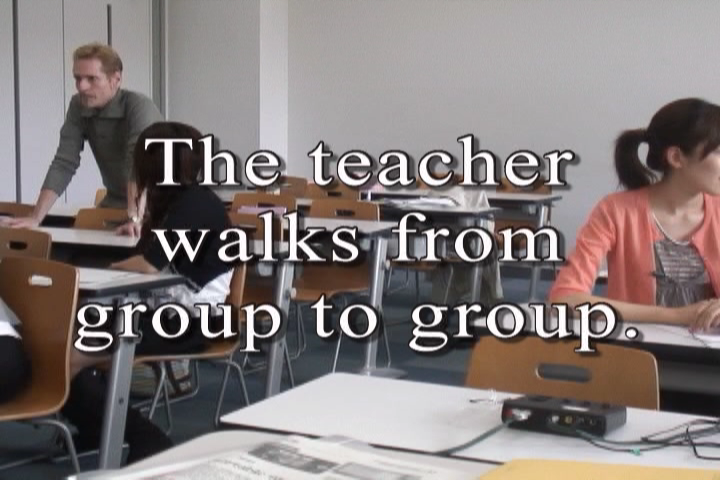 The teacher
walks from
group to group.